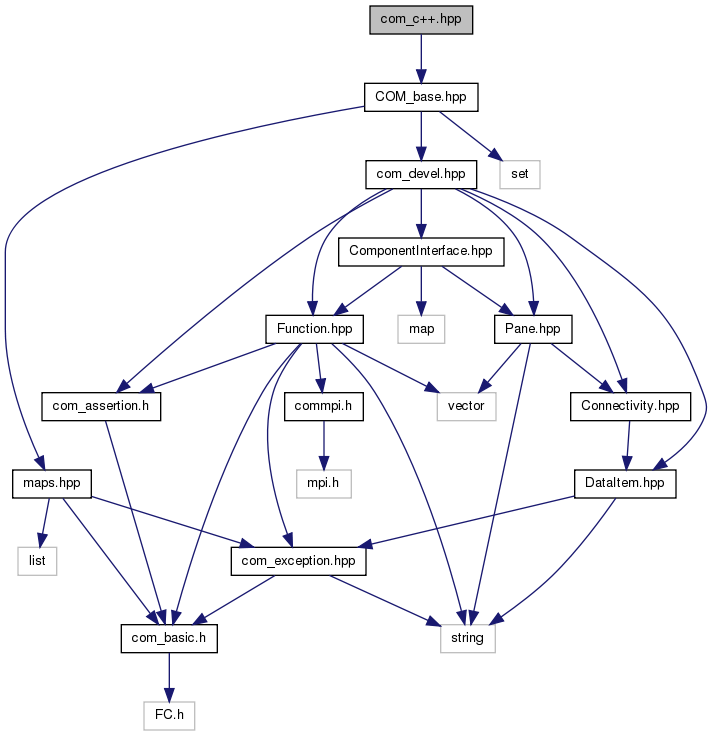 com_c++.hpp
COM_base.hpp
com_devel.hpp
set
ComponentInterface.hpp
Function.hpp
map
Pane.hpp
com_assertion.h
commpi.h
vector
Connectivity.hpp
maps.hpp
mpi.h
DataItem.hpp
list
com_exception.hpp
com_basic.h
string
FC.h